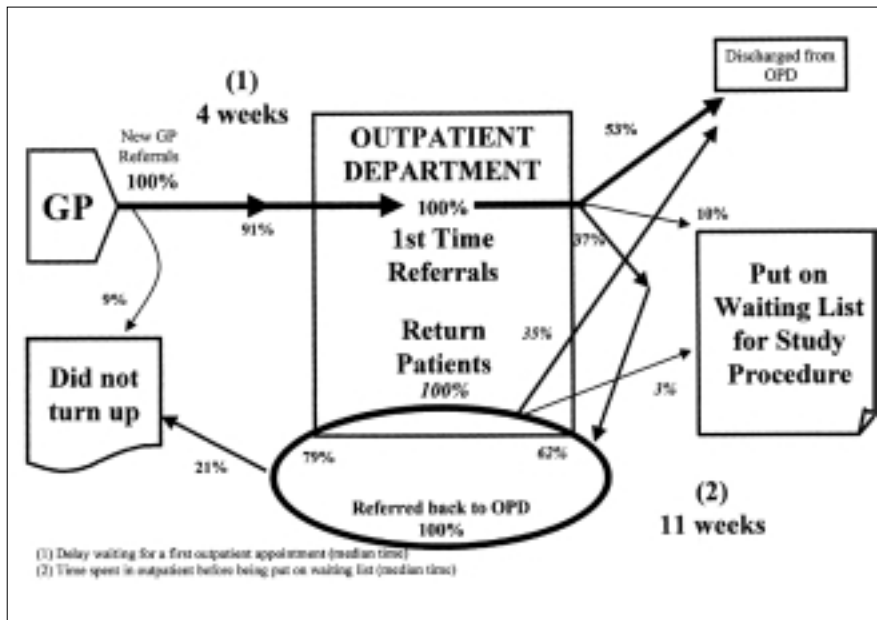 (1)
4 weeks
Discharged from
OPD
New GP
Referrals
100%
GP
OUTPATIENT
DEPARTMENT
53%
91%
100%
10%
37%
1st Time
Referrals
9%
Put on
Waiting List
for Study
Procedure
Return
Patients
100%
35%
3%
Did not
turn up
21%
79%
62%
Referred back to OPD
100%
(2)
11 weeks
(1) Delay waiting for a first outpatient appointment (median time)
(2) Time spent in outpatient before being put on waiting list (median time)